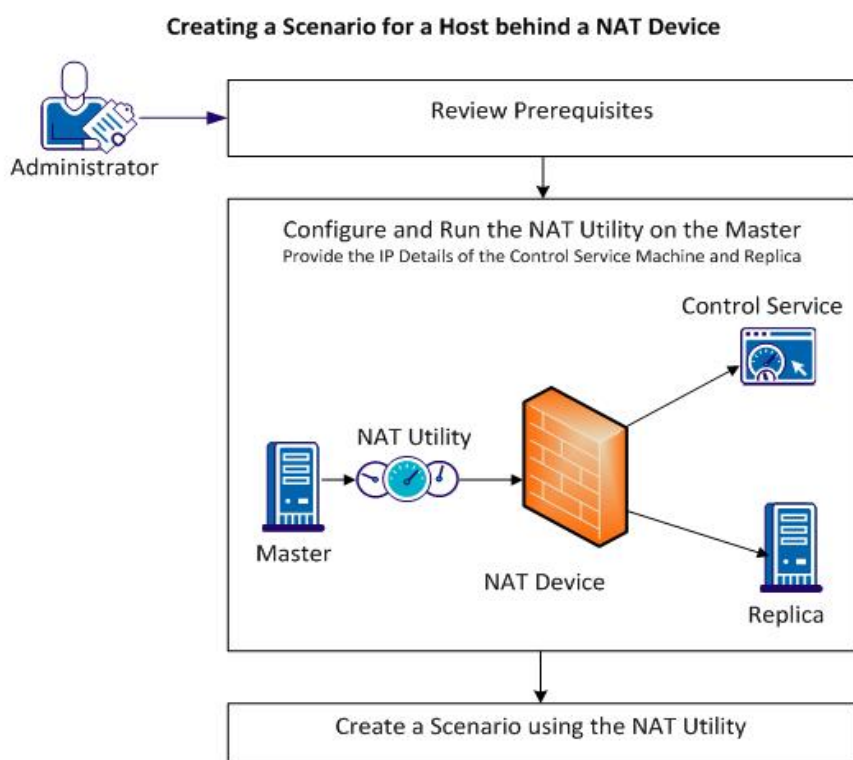 Creating a Scenario for a Host behind a NAT Device
Administrator
Review Prerequisites
Configure and Run the NAT Utility on the Master
Provide the IP Details of the Control Service Machine and Replica
Control Service
NAT Utility
Master
NAT Device
Replica
Create a Scenario using the NAT Utility